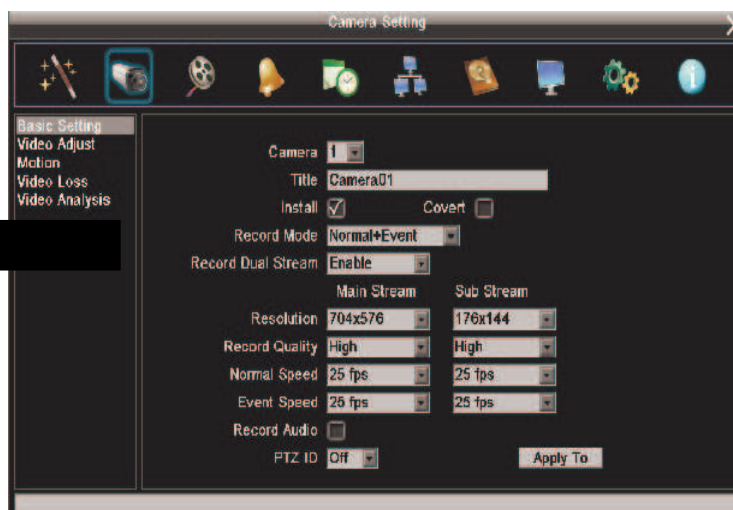 Camera Setting
Basic Setting
Video Adjust
Motion
Video Loss
Video Analysis
Camera 1
Title Camera01
Install Covert
Record Mode Normal+Event
Record Dual Stream Enable
Main Stream Sub Stream
Resolution 704x576 176x144
Record Quality High High
Normal Speed 25 fps 25 fps
Event Speed 25 fps 25 fps
Record Audio
PTZ ID Off Apply To